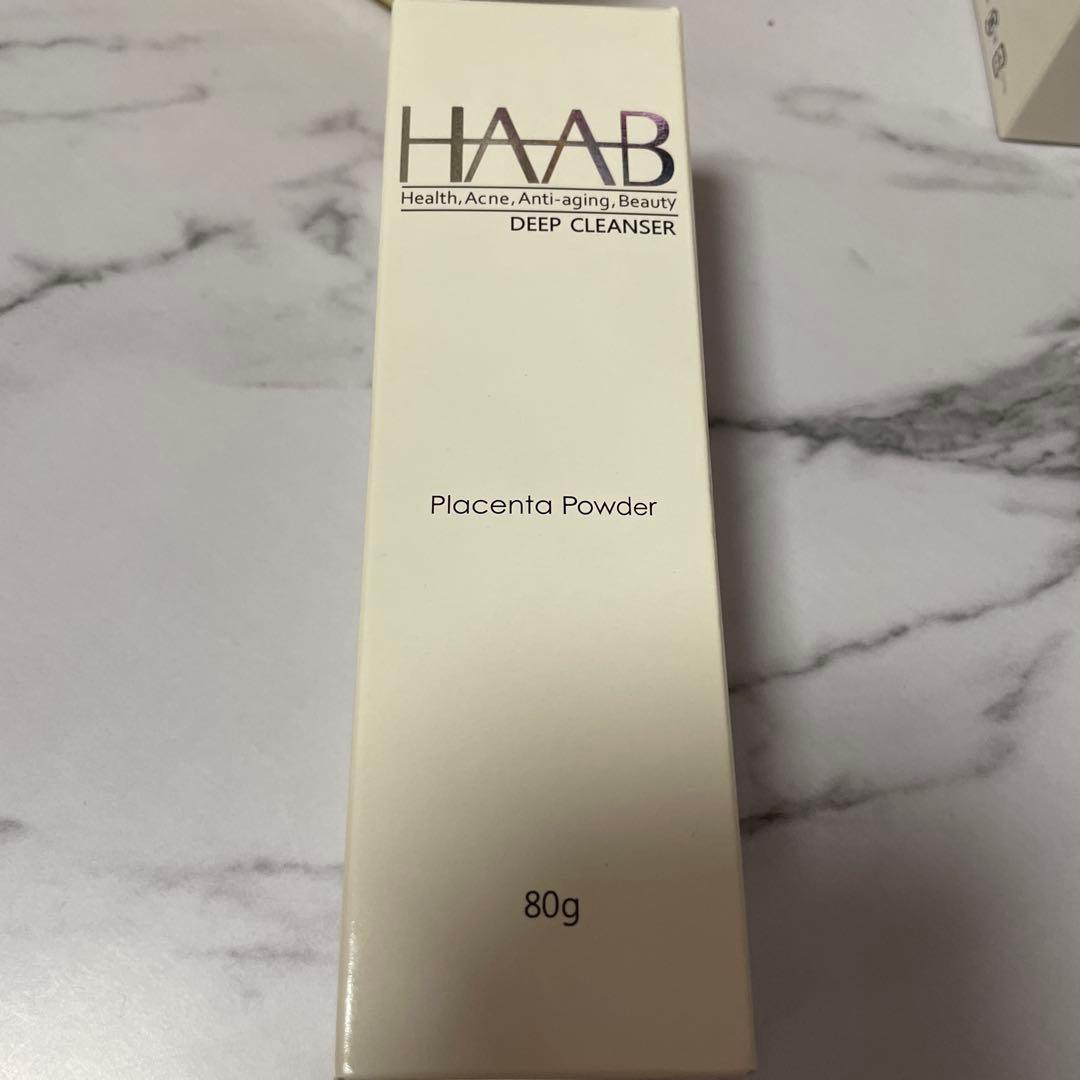 HAAB
Health, Acne, Anti-aging, Beauty
DEEP CLEANSER
Placenta Powder
80g